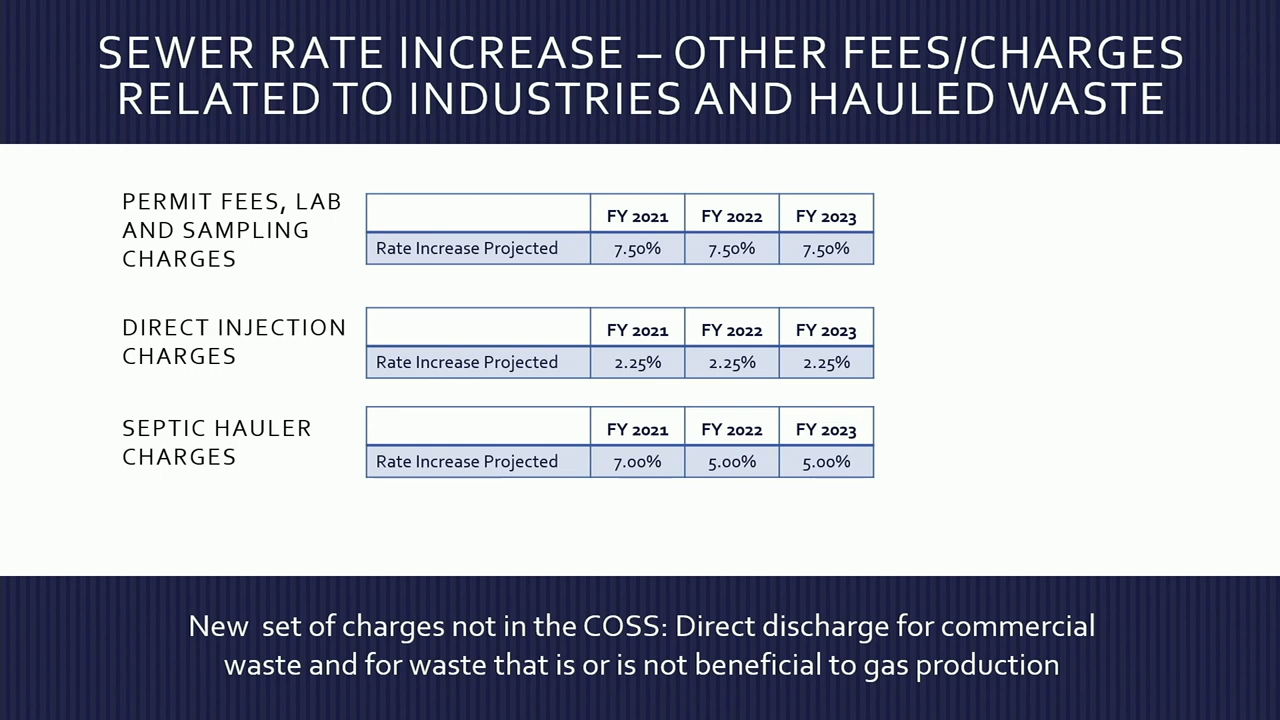 SEWER RATE INCREASE – OTHER FEES/CHARGES
RELATED TO INDUSTRIES AND HAULED WASTE
PERMIT FEES, LAB
AND SAMPLING
CHARGES
FY 2021 FY 2022 FY 2023
Rate Increase Projected 7.50% 7.50% 7.50%
DIRECT INJECTION
CHARGES
FY 2021 FY 2022 FY 2023
Rate Increase Projected 2.25% 2.25% 2.25%
SEPTIC HAULER
CHARGES
FY 2021 FY 2022 FY 2023
Rate Increase Projected 7.00% 5.00% 5.00%
New set of charges not in the COSS: Direct discharge for commercial
waste and for waste that is or is not beneficial to gas production